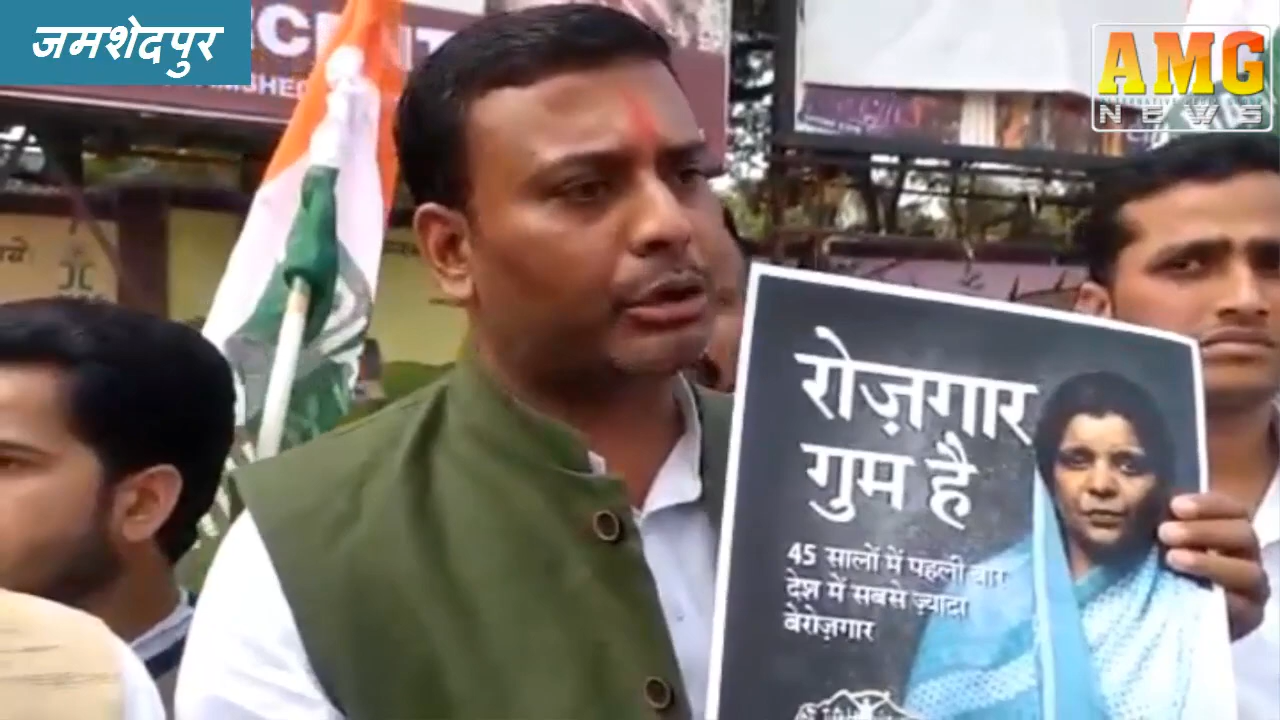 जमशेदपुर
AMG
NEWS
रोज़गार
गुम है
45 सालों में पहली बार
देश में सबसे ज़्यादा
बेरोज़गार